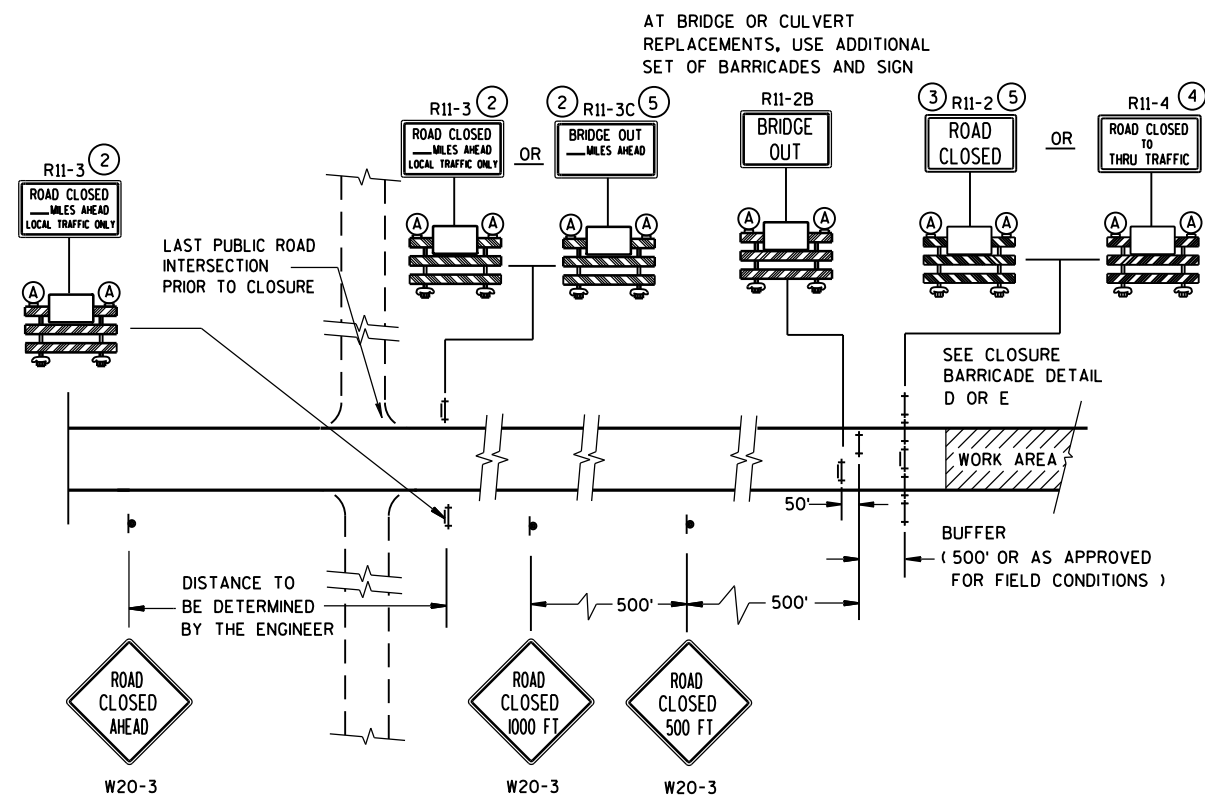 AT BRIDGE OR CULVERT
REPLACEMENTS, USE ADDITIONAL
SET OF BARRICADES AND SIGN
R11-3 2
ROAD CLOSED
MILES AHEAD
LOCAL TRAFFIC ONLY
A A
R11-3 2
ROAD CLOSED
MILES AHEAD
LOCAL TRAFFIC ONLY
A A
OR
2 R11-3C 5
BRIDGE OUT
MILES AHEAD
A A
R11-2B
BRIDGE
OUT
A A
3 R11-2 5
ROAD
CLOSED
A A
OR
R11-4 4
ROAD CLOSED
TO
THRU TRAFFIC
A A
LAST PUBLIC ROAD
INTERSECTION
PRIOR TO CLOSURE
SEE CLOSURE
BARRICADE DETAIL
D OR E
WORK AREA
50'
BUFFER
(500' OR AS APPROVED
FOR FIELD CONDITIONS)
DISTANCE TO
BE DETERMINED
BY THE ENGINEER
500'
500'
ROAD
CLOSED
AHEAD
W20-3
ROAD
CLOSED
1000 FT
W20-3
ROAD
CLOSED
500 FT
W20-3